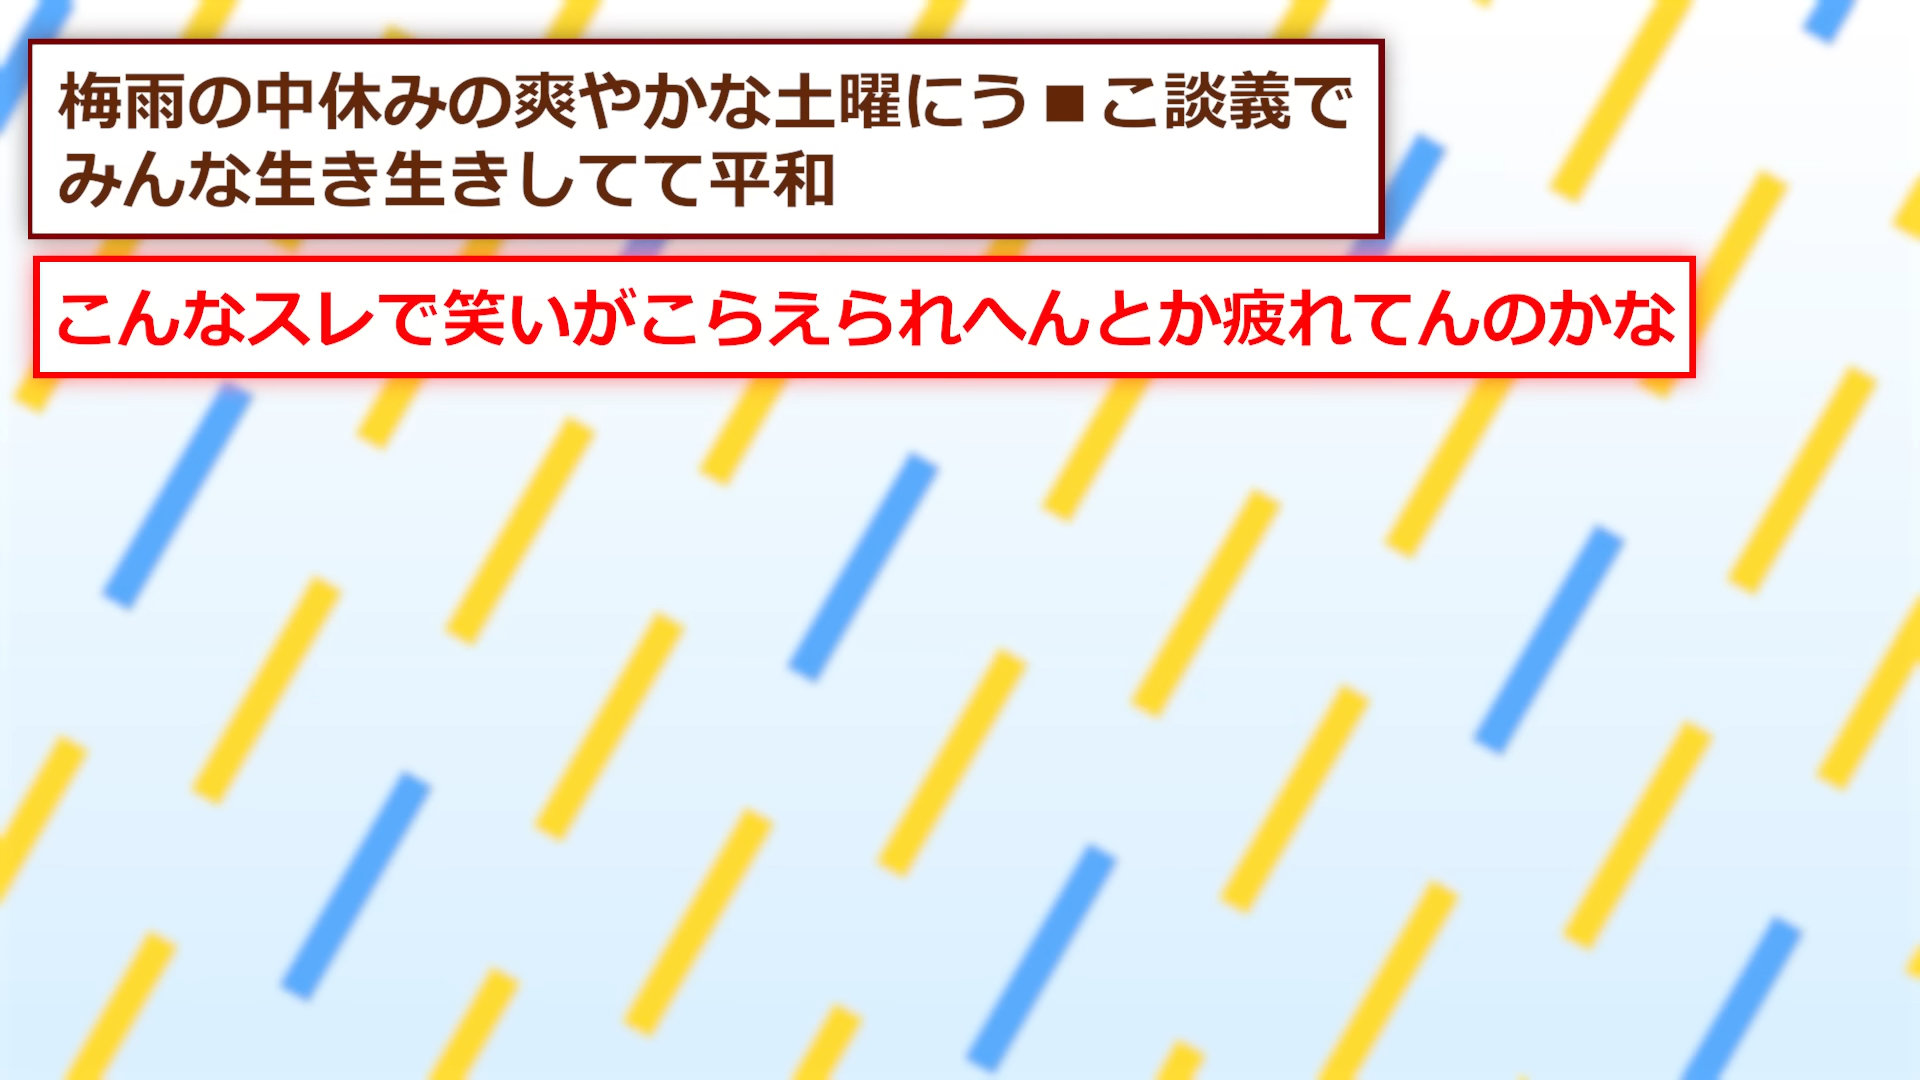 梅雨の中休みの爽やかな土曜にう■こ談義で
みんな生き生きしてて平和
こんなスレで笑いがこらえられへんとか疲れてんのかな